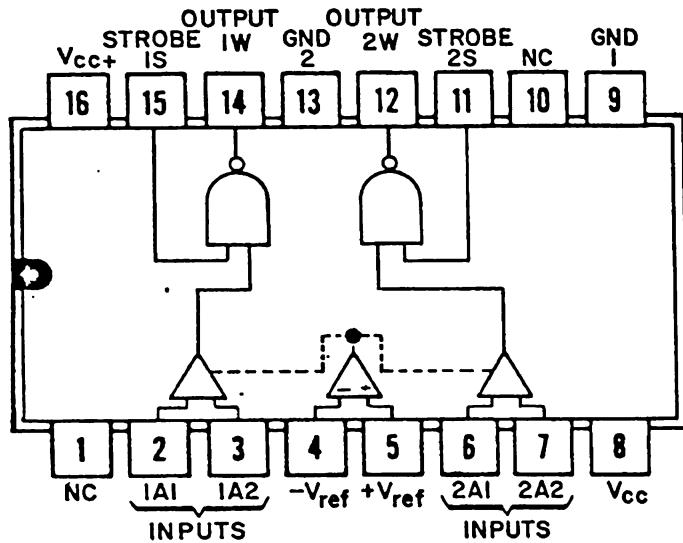 OUTPUT OUTPUT
STROBE 1W GND 2W STROBE GND
VCC+ 1S 2 2S NC 1
16 15 14 13 12 11 10 9
- +
1 2 3 4 5 6 7 8
NC 1A1 1A2 -Vref +Vref 2A1 2A2 VCC
INPUTS INPUTS